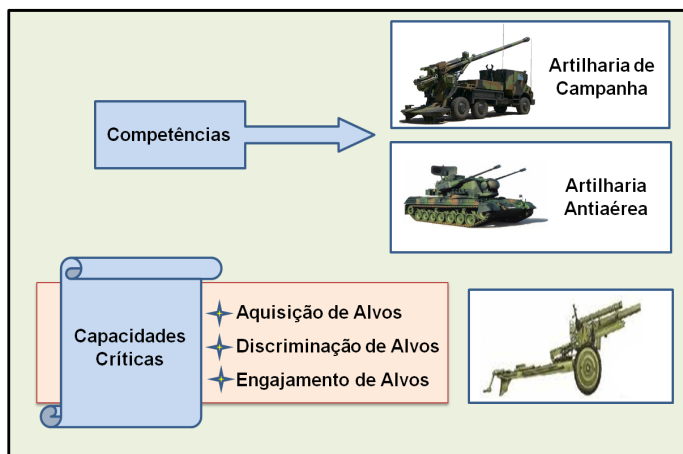 Competências
Artilharia de
Campanha
Artilharia
Antiaérea
Capacidades
Críticas
Aquisição de Alvos
Discriminação de Alvos
Engajamento de Alvos